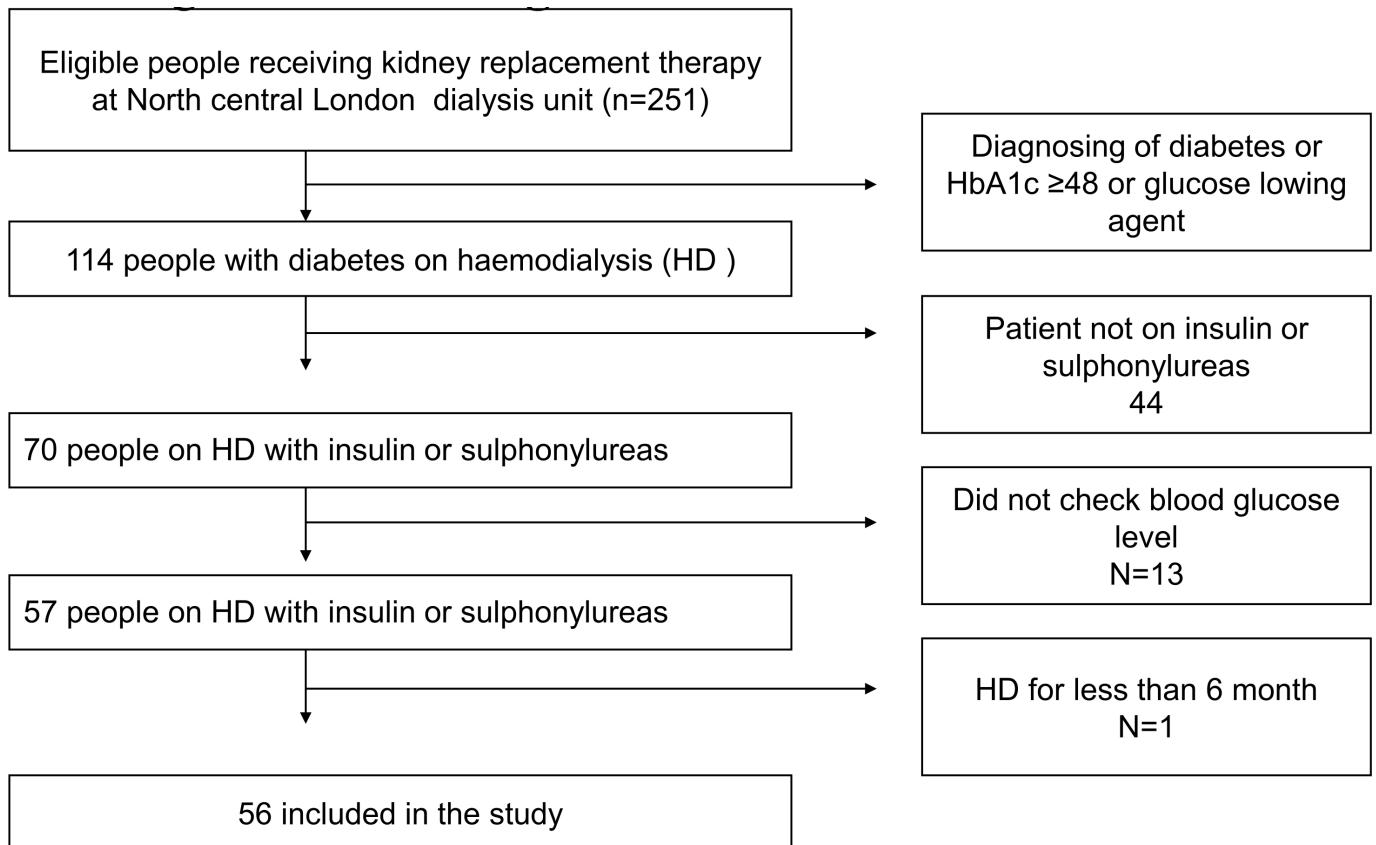 Eligible people receiving kidney replacement therapy
at North central London dialysis unit (n=251)
Diagnosing of diabetes or
HbA1c ≥48 or glucose lowing
agent
114 people with diabetes on haemodialysis (HD )
Patient not on insulin or
sulphonylureas
44
70 people on HD with insulin or sulphonylureas
Did not check blood glucose
level
N=13
57 people on HD with insulin or sulphonylureas
HD for less than 6 month
N=1
56 included in the study